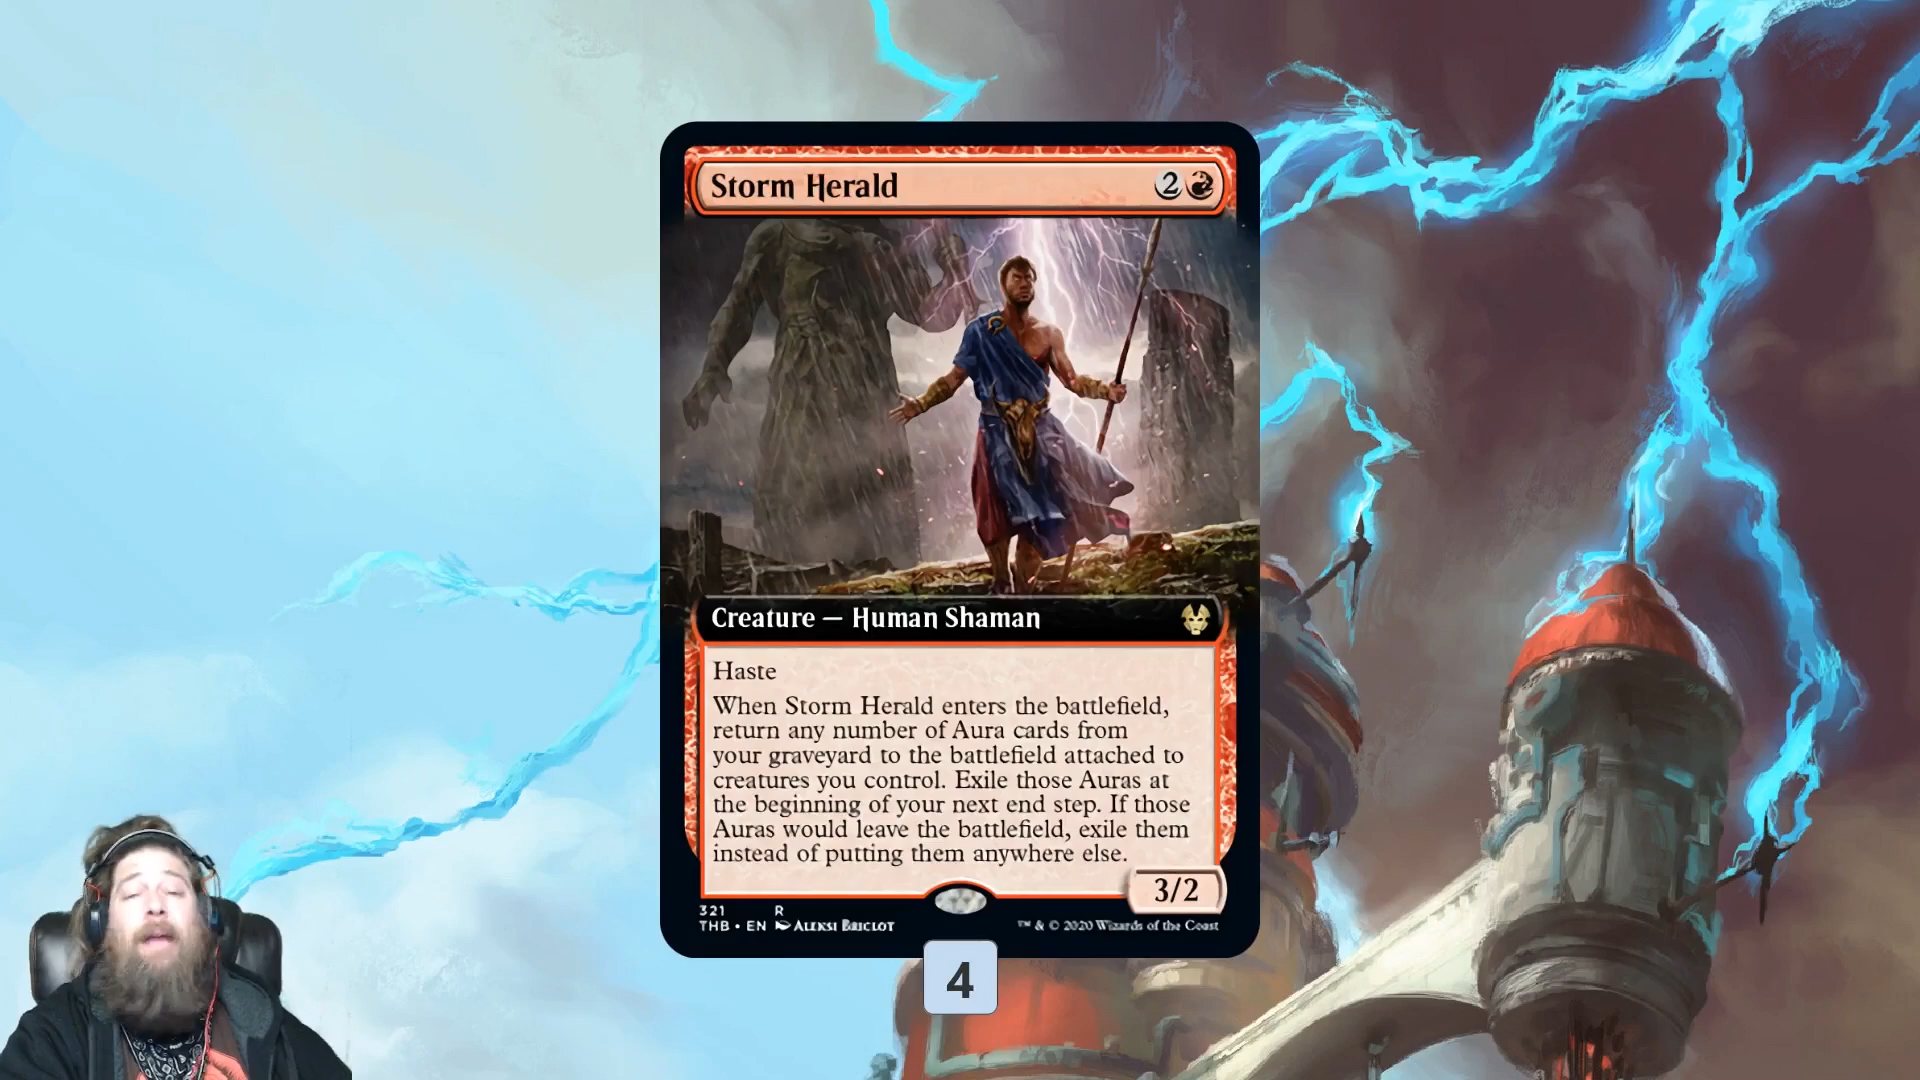 Storm Herald 2
Creature — Human Shaman
Haste
When Storm Herald enters the battlefield,
return any number of Aura cards from
your graveyard to the battlefield attached to
creatures you control. Exile those Auras at
the beginning of your next end step. If those
Auras would leave the battlefield, exile them
instead of putting them anywhere else.
3/2
321 R
THB • EN ALEKSI BRICLOT
™ & © 2020 Wizards of the Coast
4